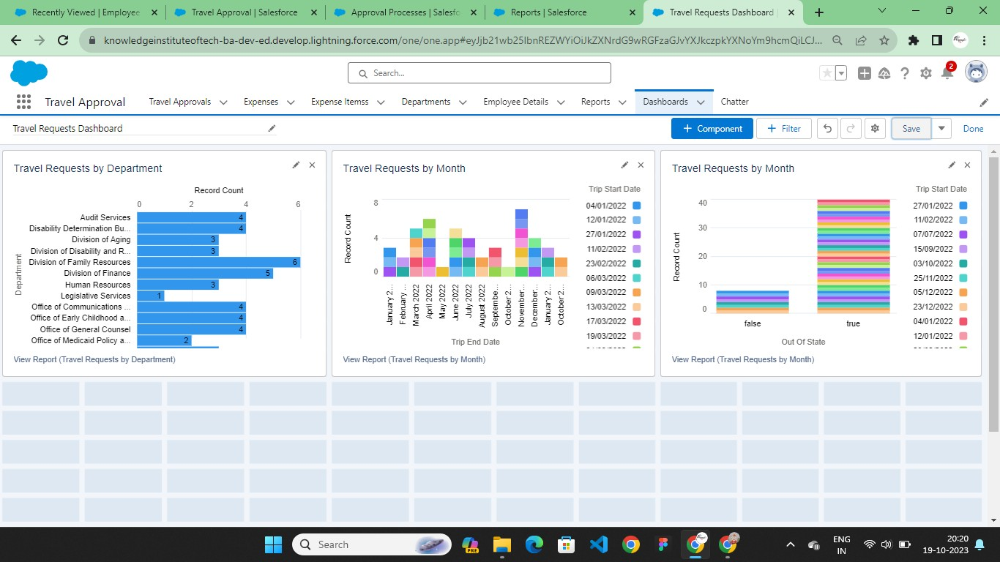 Recently Viewed | Employee
Travel Approval | Salesforce
Approval Processes | Salesfo
Reports | Salesforce
Travel Requests Dashboard |
knowledgeinstituteoftech-ba-dev-ed.develop.lightning.force.com/one/one.app#eyJjb21wb25lbnREZWYiOiJkZXNrdG9wRGFzaGJvYXJkczpkYXNoYm9hcmQiLCJ...
Search...
2
Travel Approval
Travel Approvals
Expenses
Expense Itemss
Departments
Employee Details
Reports
Dashboards
Chatter
Travel Requests Dashboard
+ Component
+ Filter
Save
Done
Travel Requests by Department
Record Count
0 2 4 6
Department
Audit Services 4
Disability Determination Bu... 4
Division of Aging 3
Division of Disability and R... 3
Division of Family Resources 6
Division of Finance 5
Human Resources 3
Legislative Services 1
Office of Communications ... 4
Office of Early Childhood a... 4
Office of General Counsel 4
Office of Medicaid Policy a... 2
View Report (Travel Requests by Department)
Travel Requests by Month
Record Count
8
4
0
January 2...
February ...
March 2022
April 2022
May 2022
June 2022
July 2022
August 2022
Septembe...
October 2...
November...
December...
January 2...
October 2...
Trip End Date
Trip Start Date
04/01/2022
12/01/2022
27/01/2022
11/02/2022
23/02/2022
06/03/2022
09/03/2022
13/03/2022
17/03/2022
19/03/2022
View Report (Travel Requests by Month)
Travel Requests by Month
Record Count
40
30
20
10
0
false
true
Out Of State
Trip Start Date
27/01/2022
11/02/2022
07/07/2022
15/09/2022
03/10/2022
25/11/2022
05/12/2022
23/12/2022
04/01/2022
12/01/2022
View Report (Travel Requests by Month)
Search
PRE
ENG
IN
20:20
19-10-2023